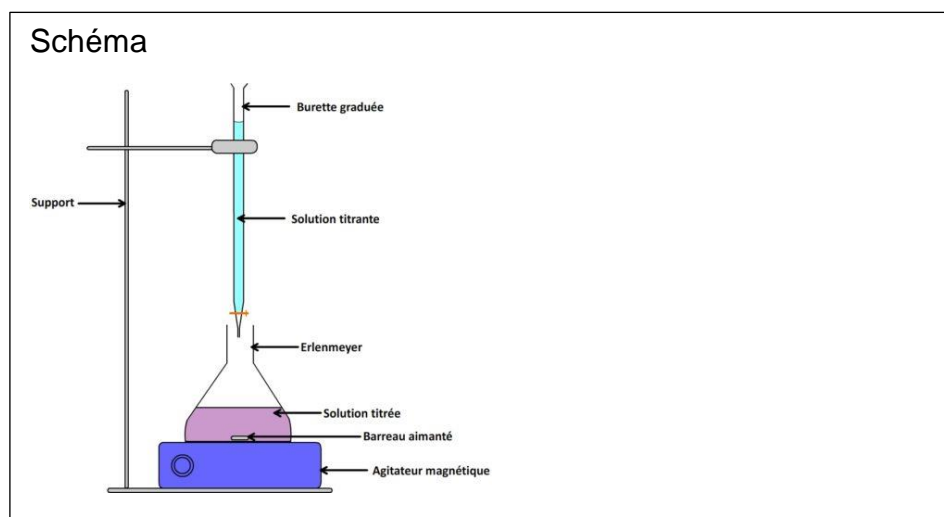 Schéma
Burette graduée
Support
Solution titrante
Erlenmeyer
Solution titrée
Barreau aimanté
Agitateur magnétique